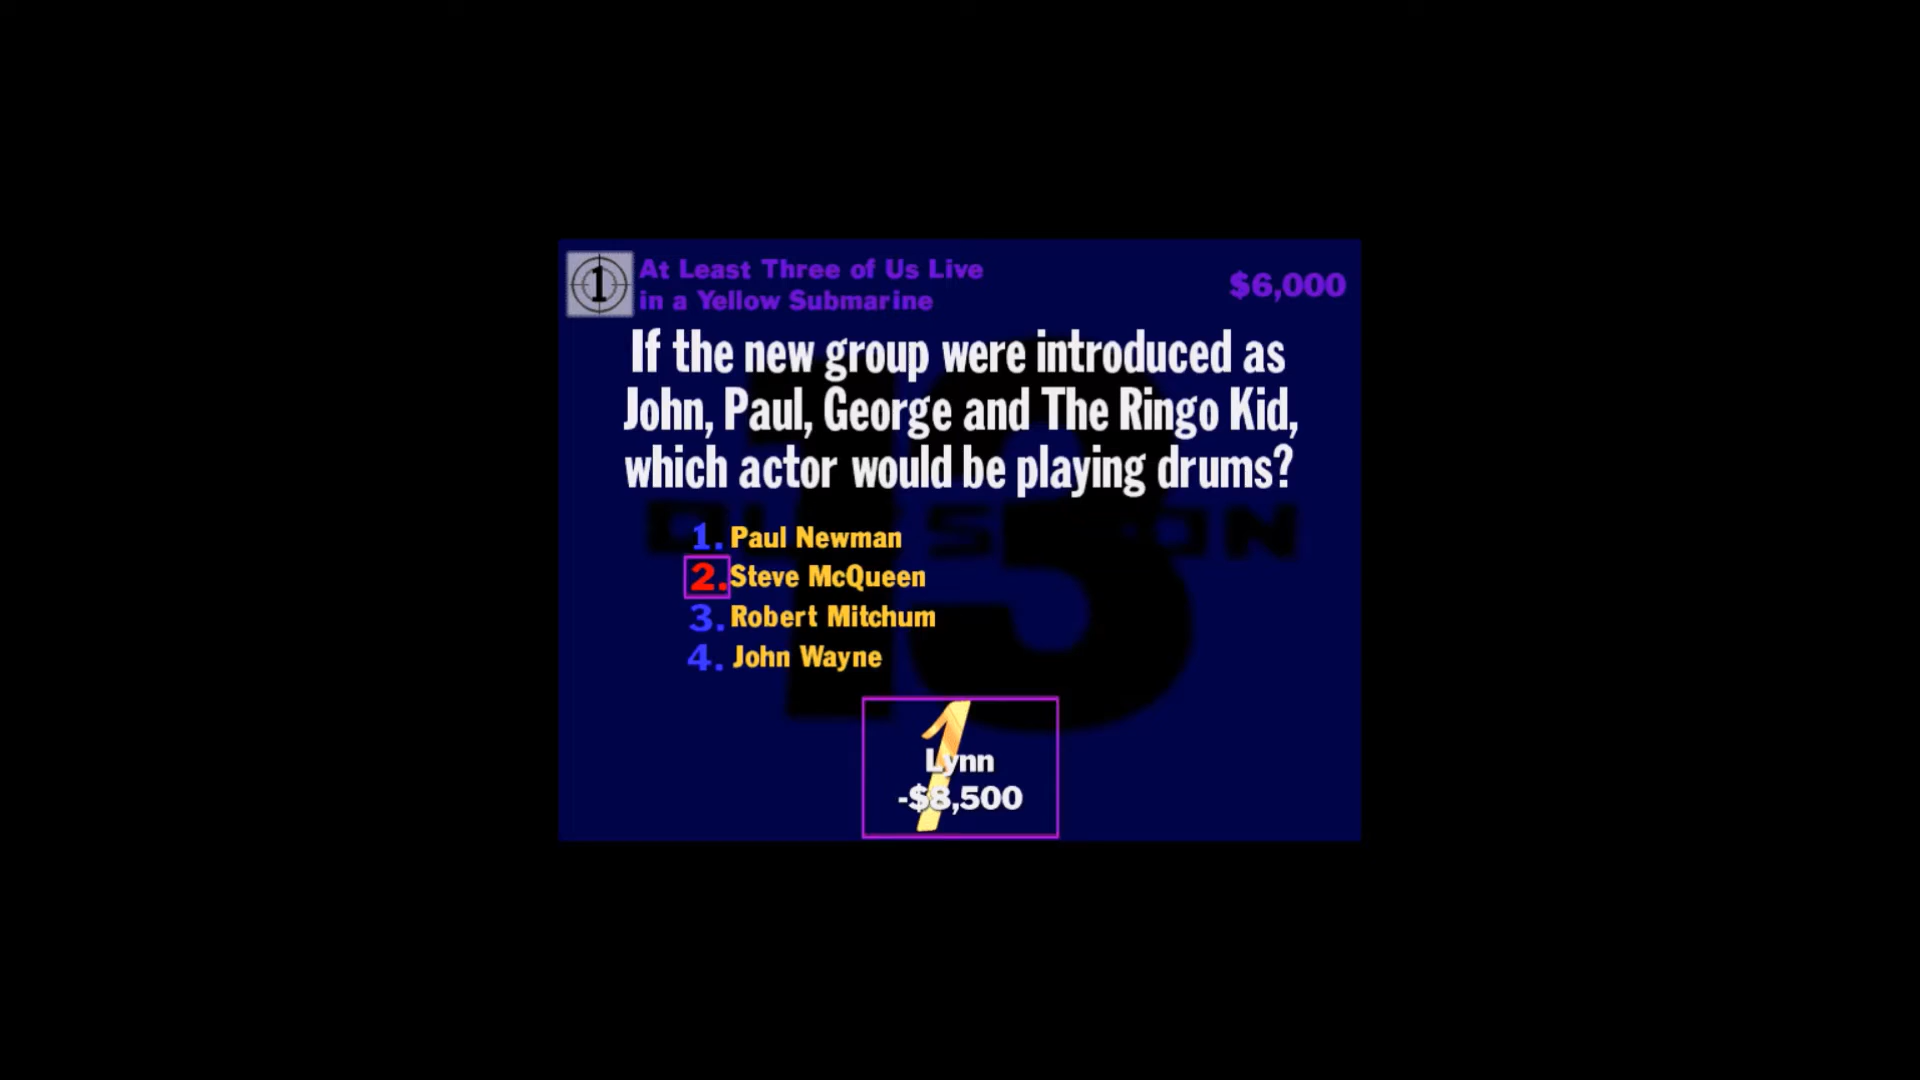 1
At Least Three of Us Live
in a Yellow Submarine
$6,000
If the new group were introduced as
John, Paul, George and The Ringo Kid,
which actor would be playing drums?
1. Paul Newman
2. Steve McQueen
3. Robert Mitchum
4. John Wayne
1
Lynn
-$8,500